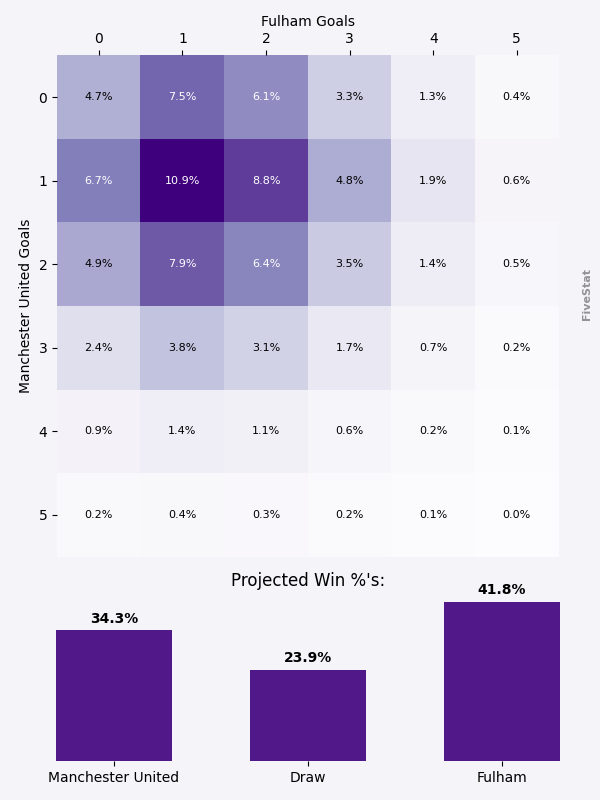 Fulham Goals
0 1 2 3 4 5
0 4.7% 7.5% 6.1% 3.3% 1.3% 0.4%
1 6.7% 10.9% 8.8% 4.8% 1.9% 0.6%
2 4.9% 7.9% 6.4% 3.5% 1.4% 0.5%
3 2.4% 3.8% 3.1% 1.7% 0.7% 0.2%
4 0.9% 1.4% 1.1% 0.6% 0.2% 0.1%
5 0.2% 0.4% 0.3% 0.2% 0.1% 0.0%
Manchester United Goals
FiveStat
Projected Win %'s:
34.3% 23.9% 41.8%
Manchester United Draw Fulham